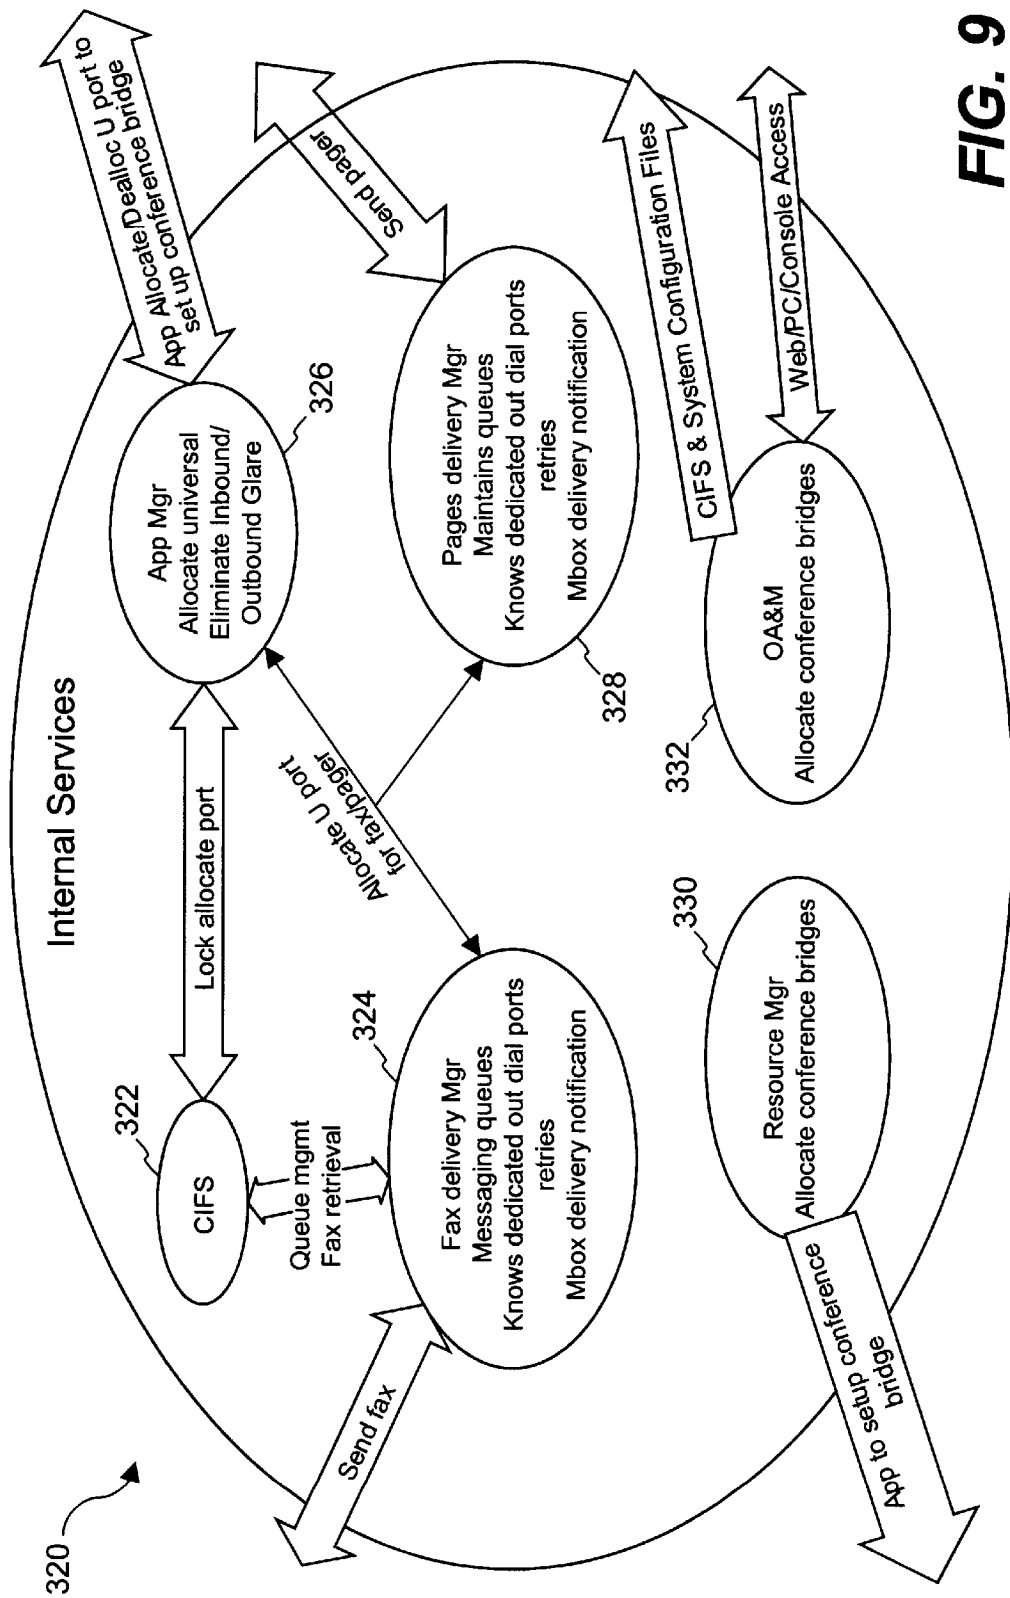 320
Internal Services
Send fax
322
CIFS
Queue mgmt
Fax retrieval
Lock allocate port
App Mgr
Allocate universal
Eliminate Inbound/
Outbound Glare
326
App Allocate/Dealloc U port to
set up conference bridge
324
Fax delivery Mgr
Messaging queues
Knows dedicated out dial ports
retries
Mbox delivery notification
Allocate U port
for fax/pager
Send pager
Pages delivery Mgr
Maintains queues
Knows dedicated out dial ports
retries
Mbox delivery notification
328
330
Resource Mgr
Allocate conference bridges
App to setup conference
bridge
332
OA&M
Allocate conference bridges
CIFS & System Configuration Files
Web/PC/Console Access
FIG. 9